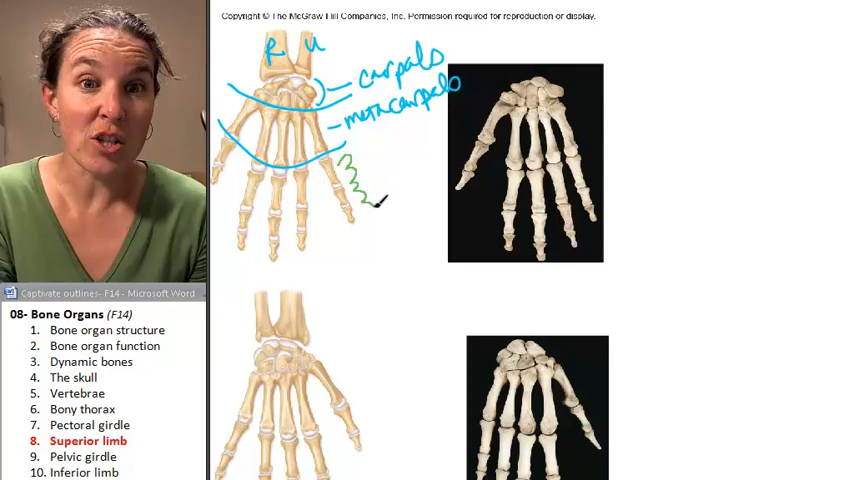 Copyright © The McGraw Hill Companies, Inc. Permission required for reproduction or display.
R U
carpals
metacarpals
Captivate outlines- F14 - Microsoft Word
08- Bone Organs (F14)
1. Bone organ structure
2. Bone organ function
3. Dynamic bones
4. The skull
5. Vertebrae
6. Bony thorax
7. Pectoral girdle
8. Superior limb
9. Pelvic girdle
10. Inferior limb